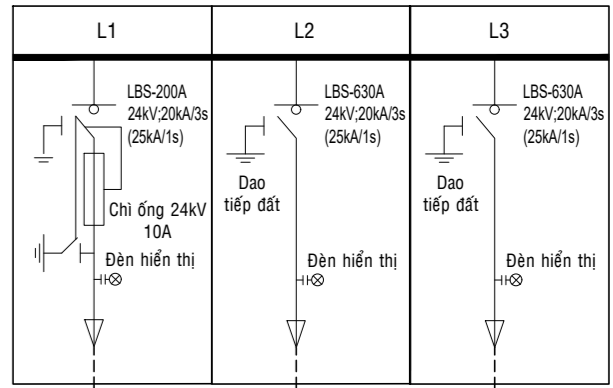 L1
L2
L3
LBS-200A
24kV;20kA/3s
(25kA/1s)
Chì ống 24kV
10A
Đèn hiển thị
LBS-630A
24kV;20kA/3s
(25kA/1s)
Dao
tiếp đất
Đèn hiển thị
LBS-630A
24kV;20kA/3s
(25kA/1s)
Dao
tiếp đất
Đèn hiển thị